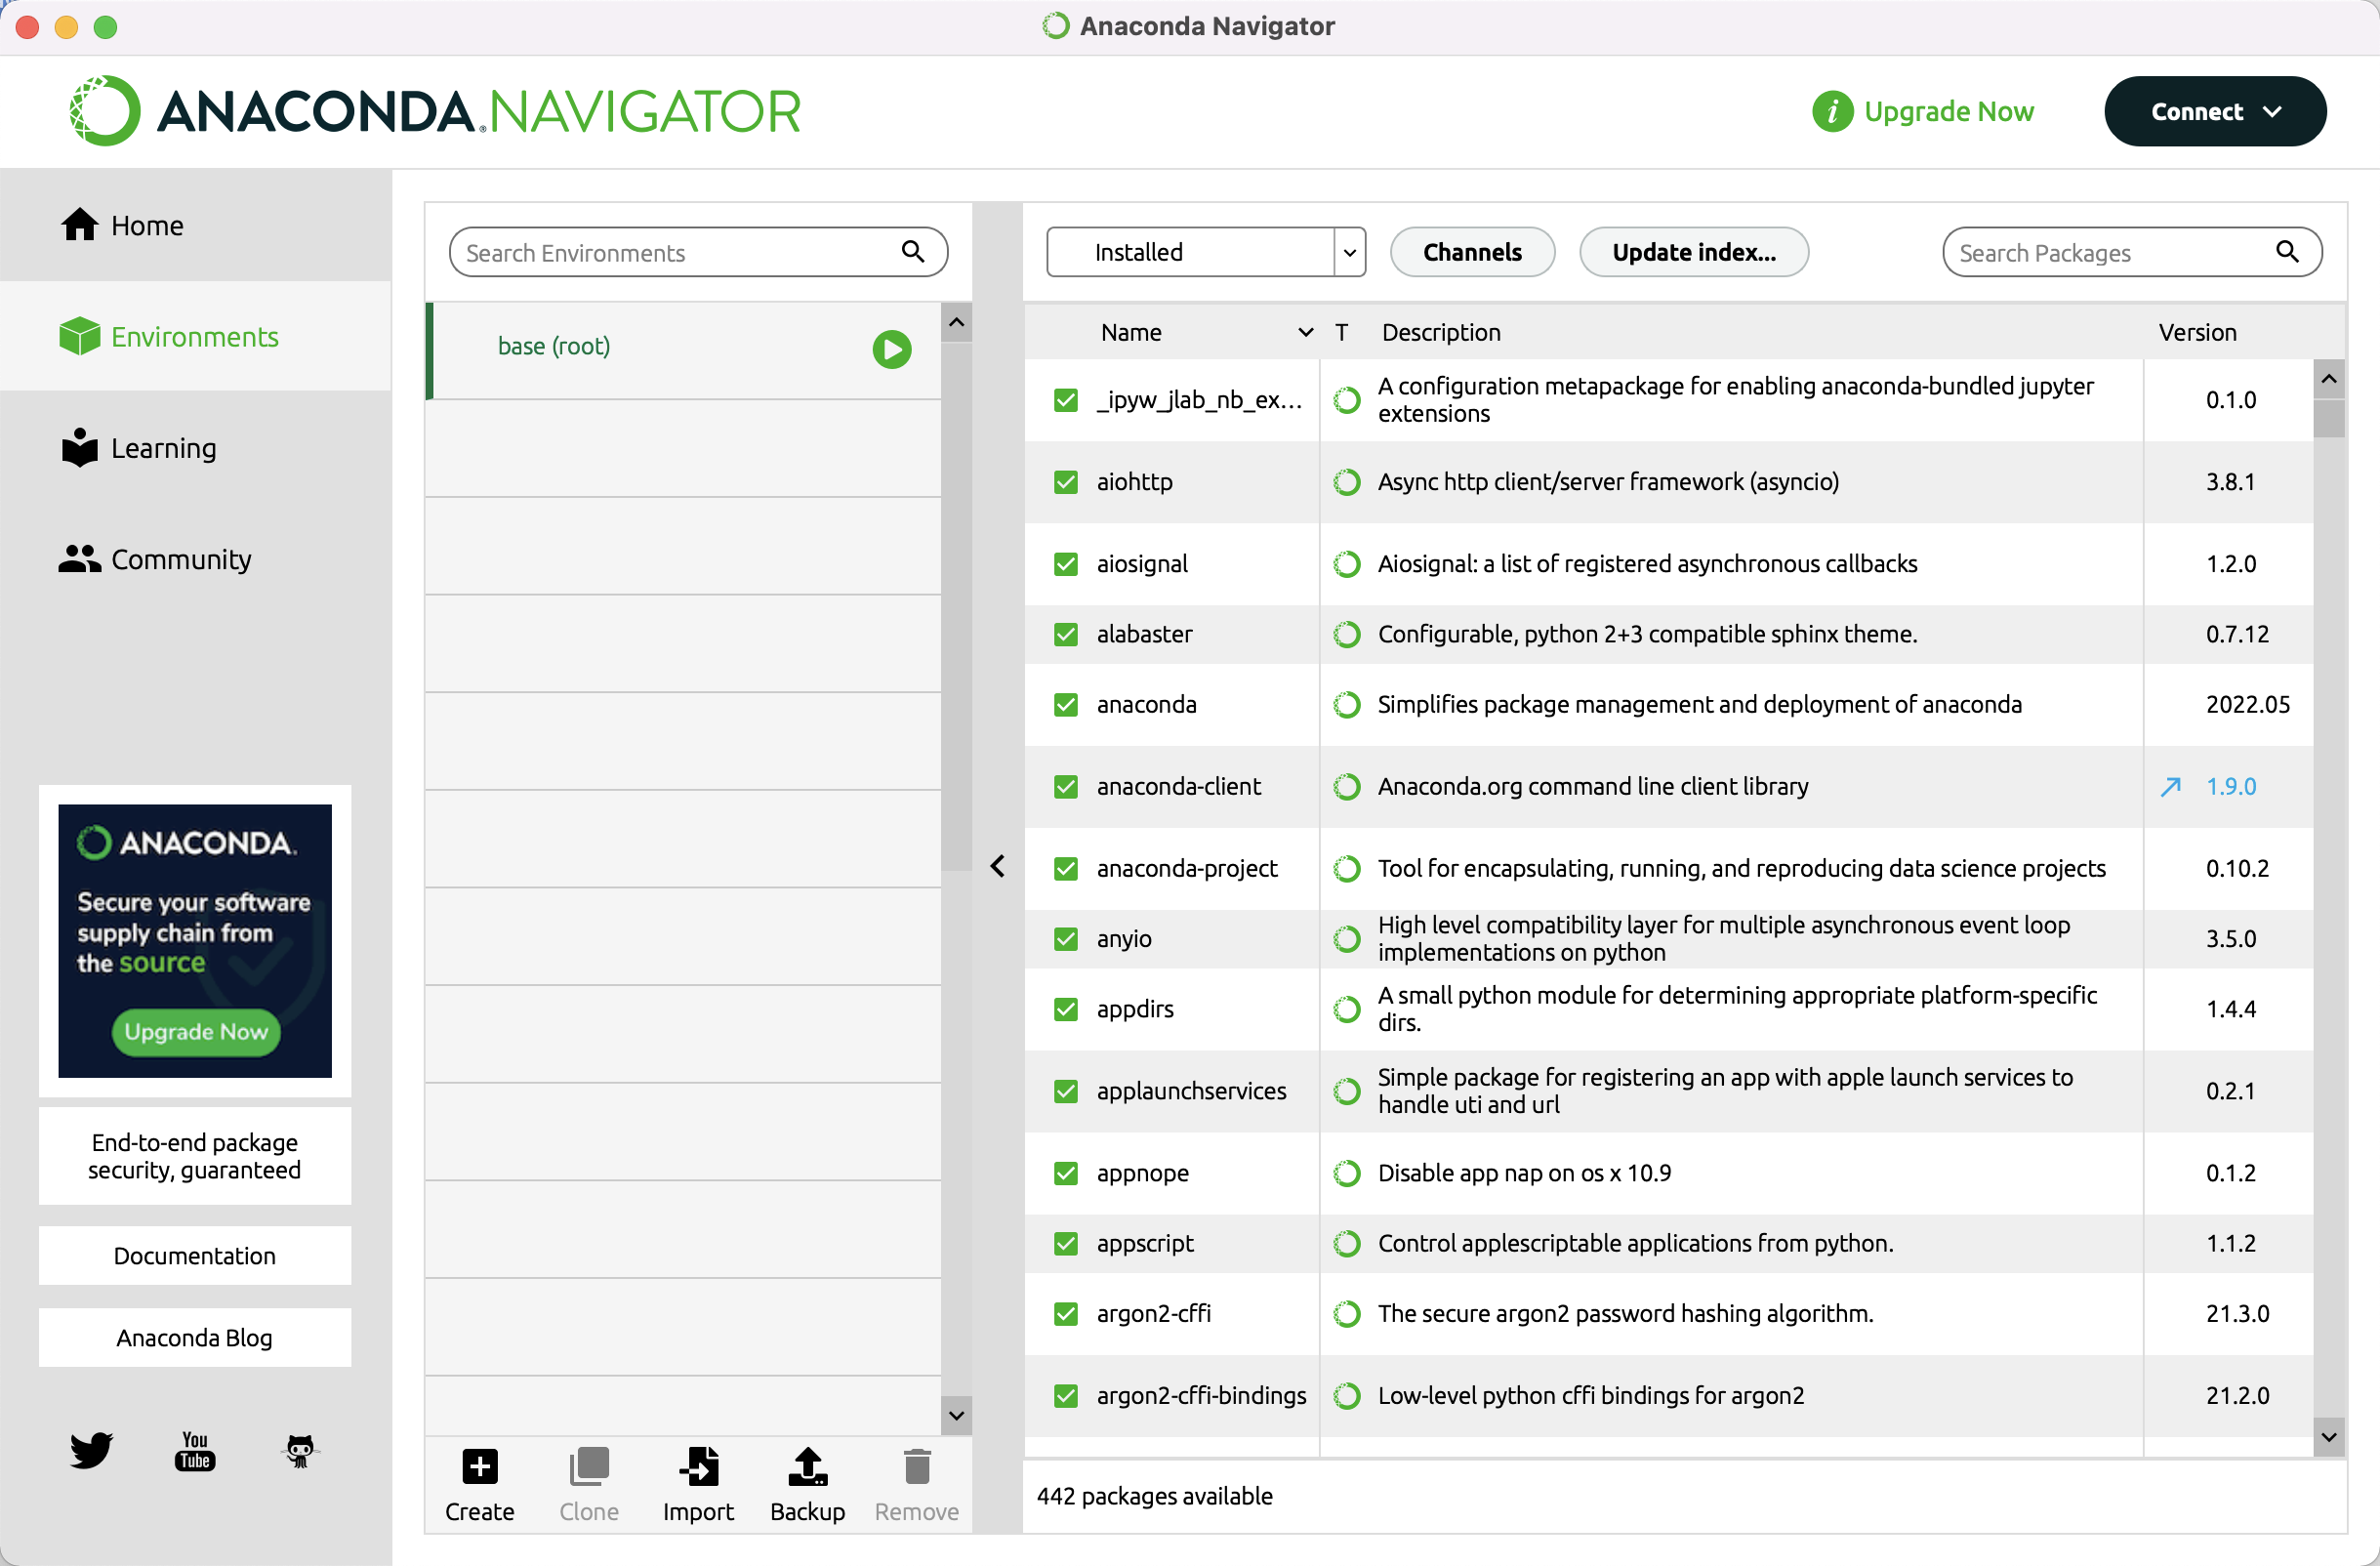 Anaconda Navigator
ANACONDA.NAVIGATOR
i Upgrade Now
Connect
Home
Environments
Learning
Community
ANACONDA.
Secure your software
supply chain from
the source
Upgrade Now
End-to-end package
security, guaranteed
Documentation
Anaconda Blog
You
Tube
Search Environments
base (root)
Create
Clone
Import
Backup
Remove
Installed
Channels
Update index...
Search Packages
Name T Description Version
_ipyw_jlab_nb_ex... A configuration metapackage for enabling anaconda-bundled jupyter 0.1.0
extensions
aiohttp Async http client/server framework (asyncio) 3.8.1
aiosignal Aiosignal: a list of registered asynchronous callbacks 1.2.0
alabaster Configurable, python 2+3 compatible sphinx theme. 0.7.12
anaconda Simplifies package management and deployment of anaconda 2022.05
anaconda-client Anaconda.org command line client library 1.9.0
anaconda-project Tool for encapsulating, running, and reproducing data science projects 0.10.2
anyio High level compatibility layer for multiple asynchronous event loop 3.5.0
implementations on python
appdirs A small python module for determining appropriate platform-specific 1.4.4
dirs.
applaunchservices Simple package for registering an app with apple launch services to 0.2.1
handle uti and url
appnope Disable app nap on os x 10.9 0.1.2
appscript Control applescriptable applications from python. 1.1.2
argon2-cffi The secure argon2 password hashing algorithm. 21.3.0
argon2-cffi-bindings Low-level python cffi bindings for argon2 21.2.0
442 packages available